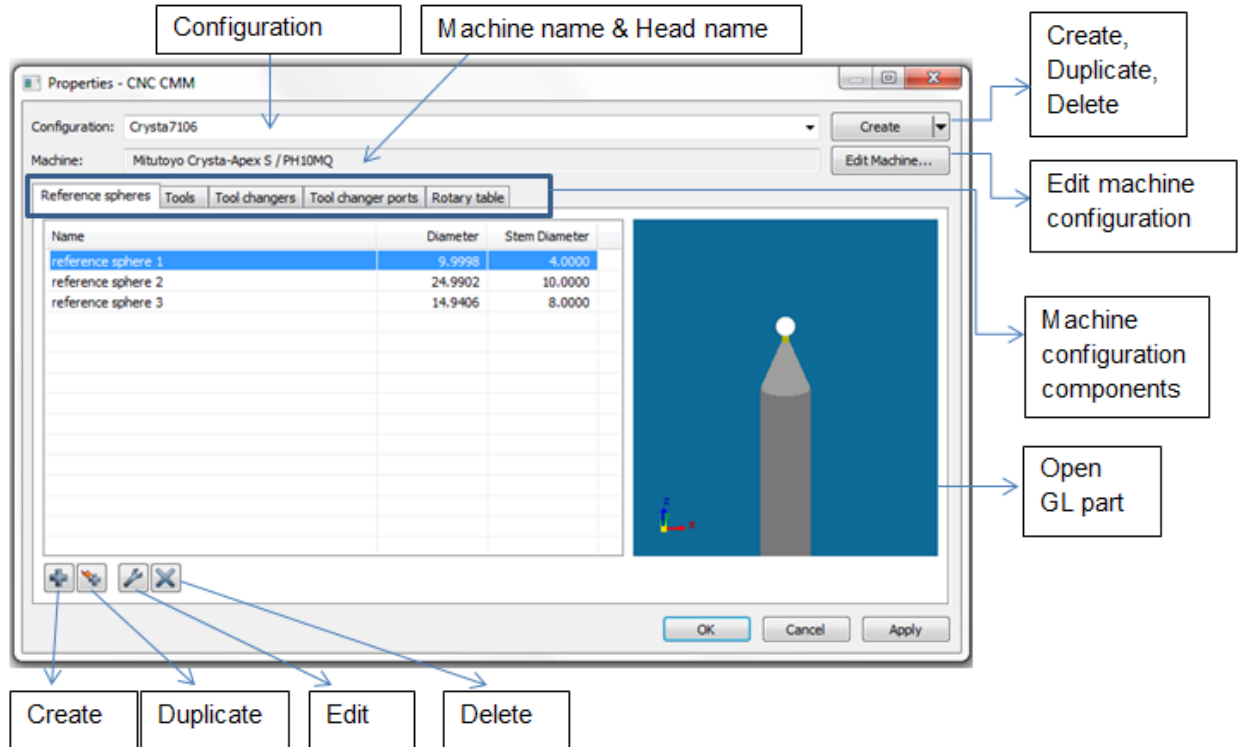 Configuration
Machine name & Head name
Create,
Duplicate,
Delete
Properties - CNC CMM
Configuration: Crysta7106 Create
Machine: Mitutoyo Crysta-Apex S / PH10MQ Edit Machine...
Edit machine
configuration
Reference spheres Tools Tool changers Tool changer ports Rotary table
Name Diameter Stem Diameter
reference sphere 1 9.9998 4.0000
reference sphere 2 24.9902 10.0000
reference sphere 3 14.9406 8.0000
Machine
configuration
components
Open
GL part
z
x
OK Cancel Apply
Create Duplicate Edit Delete